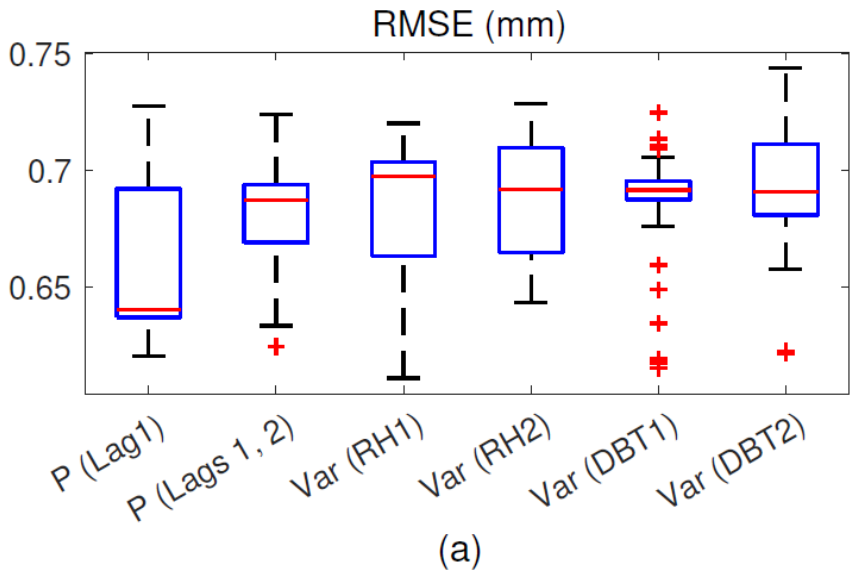 RMSE (mm)
0.75
0.7
0.65
P (Lag1)
P (Lags 1, 2)
Var (RH1)
Var (RH2)
Var (DBT1)
Var (DBT2)
(a)